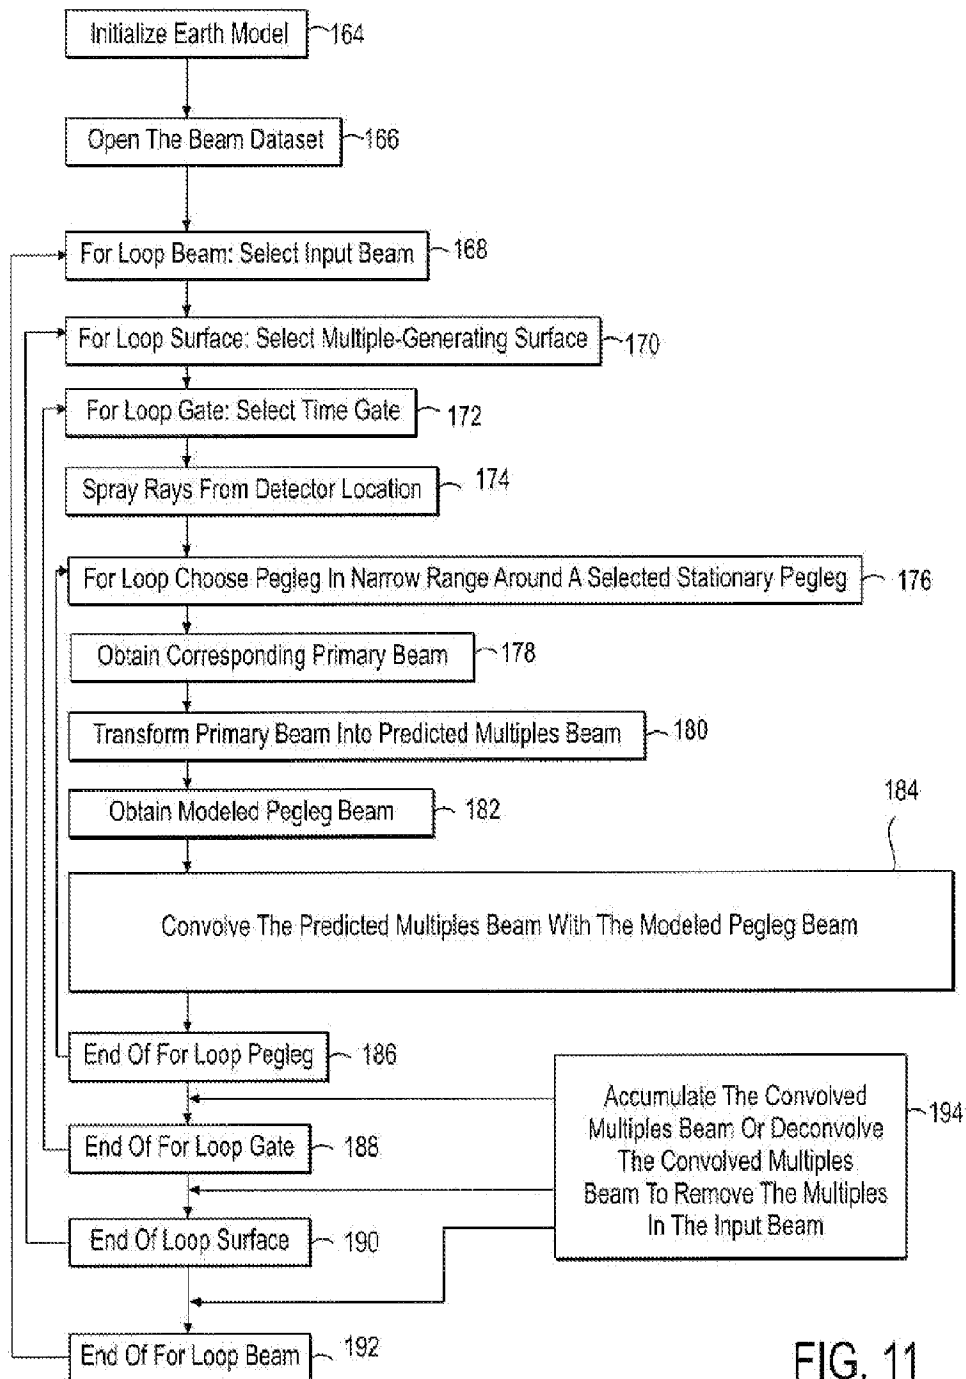 Initialize Earth Model
164
Open The Beam Dataset
166
For Loop Beam: Select Input Beam
168
For Loop Surface: Select Multiple-Generating Surface
170
For Loop Gate: Select Time Gate
172
Spray Rays From Detector Location
174
For Loop Choose Pegleg In Narrow Range Around A Selected Stationary Pegleg
176
Obtain Corresponding Primary Beam
178
Transform Primary Beam Into Predicted Multiples Beam
180
Obtain Modeled Pegleg Beam
182
184
Convolve The Predicted Multiples Beam With The Modeled Pegleg Beam
End Of For Loop Pegleg
186
End Of For Loop Gate
188
End Of Loop Surface
190
End Of For Loop Beam
192
Accumulate The Convolved
Multiples Beam Or Deconvolve
The Convolved Multiples
Beam To Remove The Multiples
In The Input Beam
194
FIG. 11